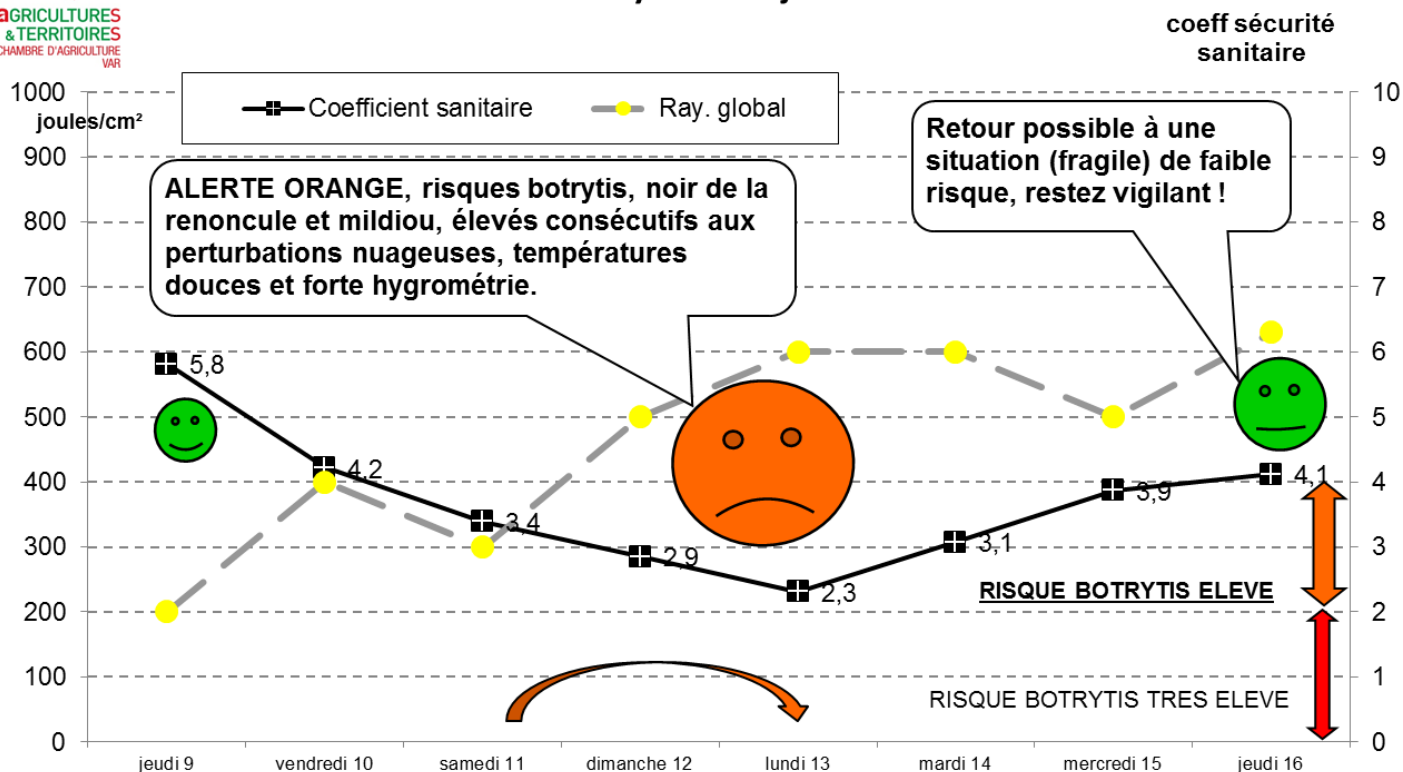 AGRICULTURES
& TERRITOIRES
CHAMBRE D'AGRICULTURE
VAR
coeff sécurité
sanitaire
joules/cm²
Coefficient sanitaire
Ray. global
ALERTE ORANGE, risques botrytis, noir de la
renoncule et mildiou, élevés consécutifs aux
perturbations nuageuses, températures
douces et forte hygrométrie.
Retour possible à une
situation (fragile) de faible
risque, restez vigilant !
1000
900
800
700
600
500
400
300
200
100
0
10
9
8
7
6
5
4
3
2
1
0
5,8
4,2
3,4
2,9
2,3
3,1
3,9
4,1
RISQUE BOTRYTIS ELEVE
RISQUE BOTRYTIS TRES ELEVE
jeudi 9
vendredi 10
samedi 11
dimanche 12
lundi 13
mardi 14
mercredi 15
jeudi 16